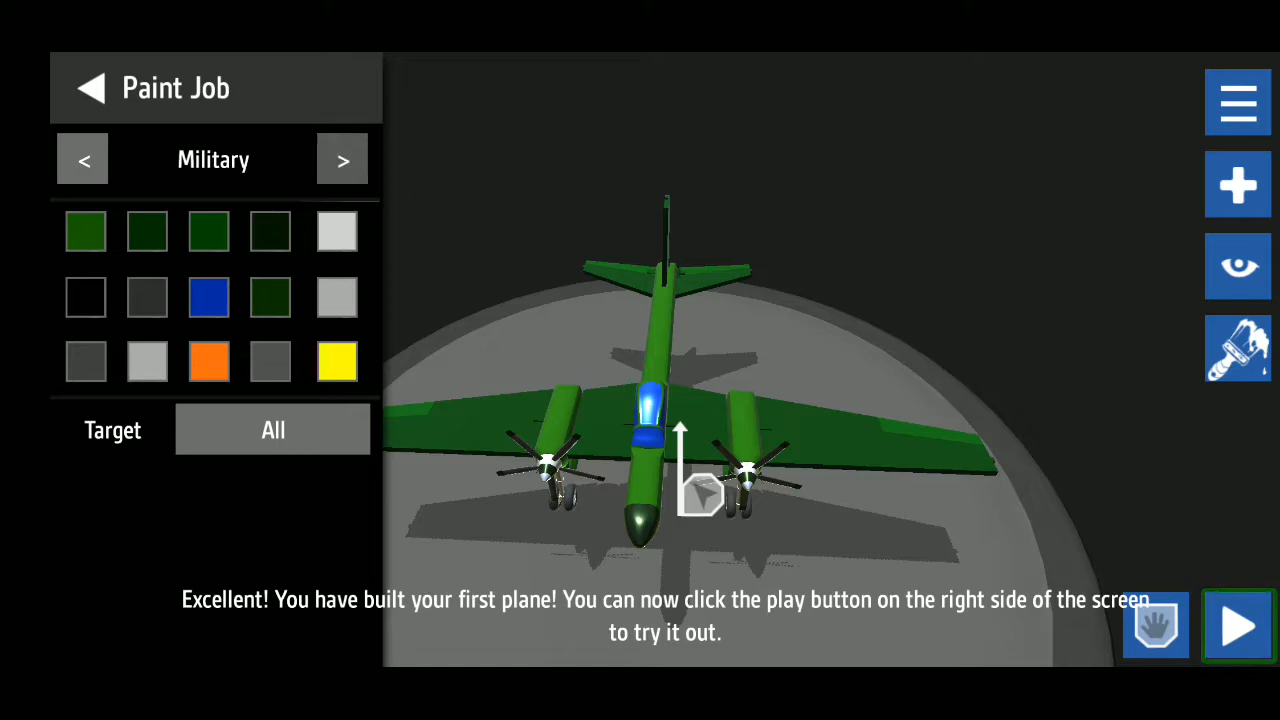 Paint Job
< Military >
Target All
Excellent! You have built your first plane! You can now click the play button on the right side of the screen
to try it out.